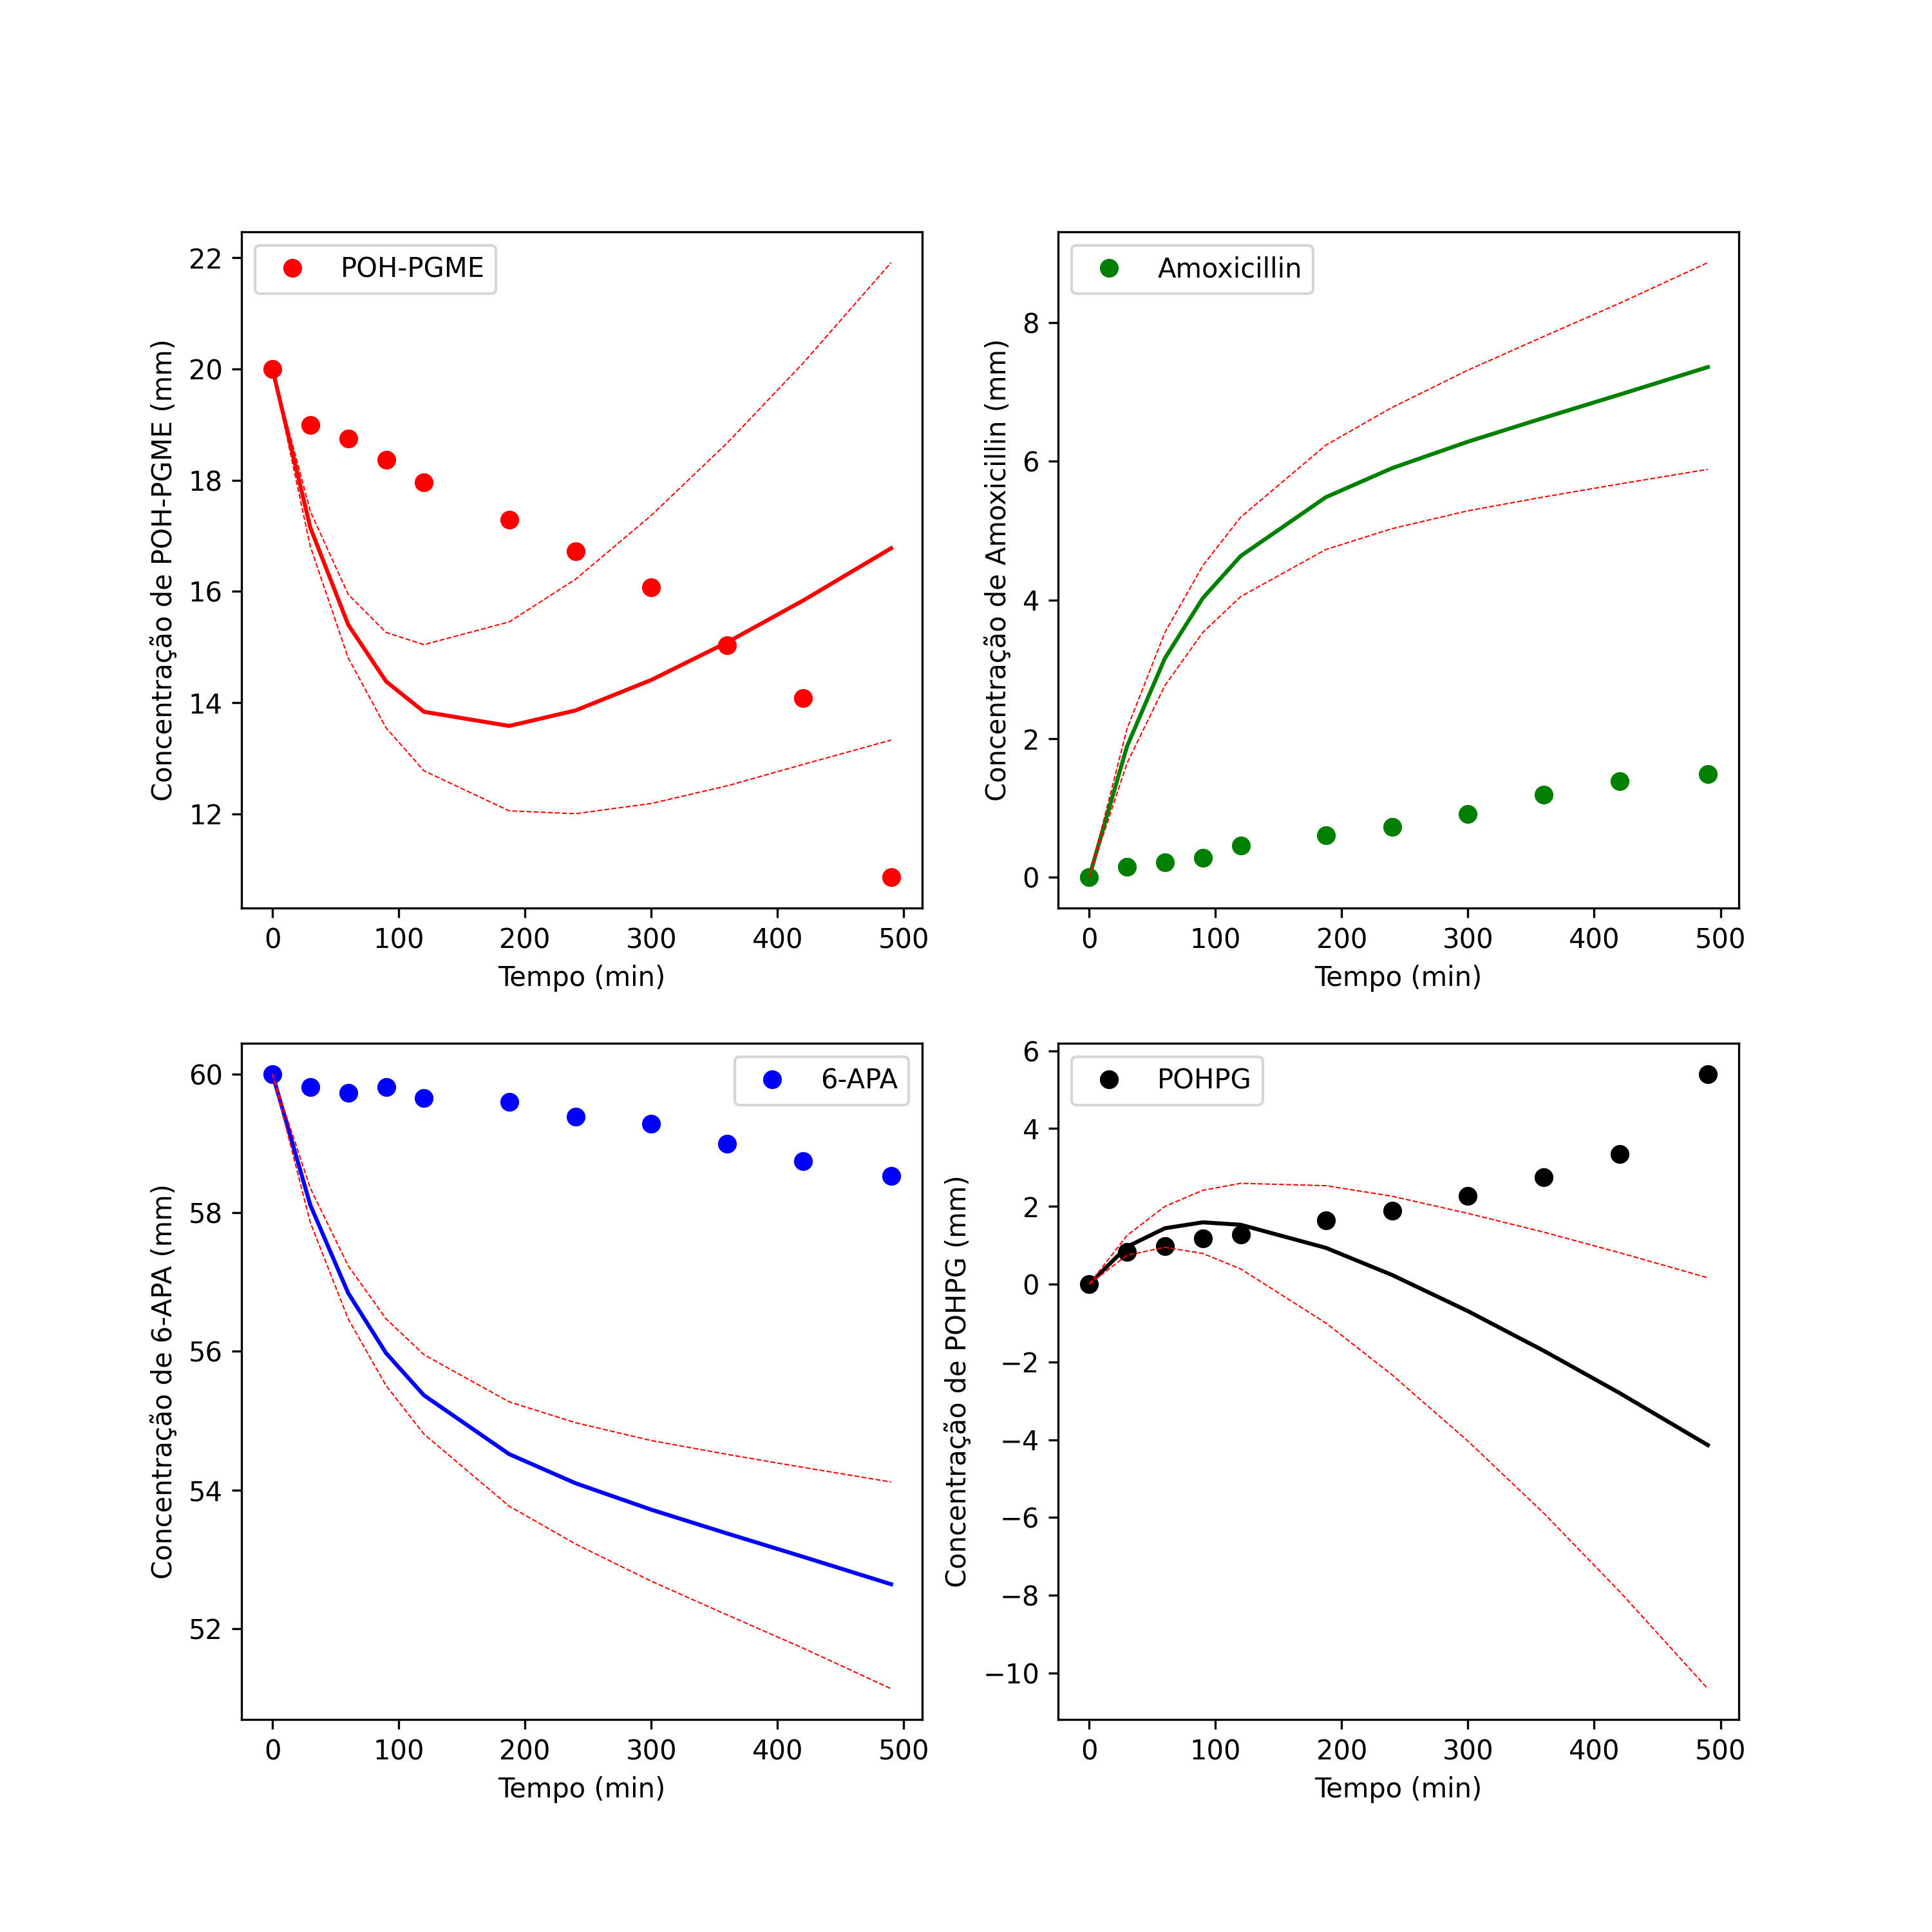 POH-PGME
Concentração de POH-PGME (mm)
22
20
18
16
14
12
0 100 200 300 400 500
Tempo (min)
Amoxicillin
Concentração de Amoxicillin (mm)
8
6
4
2
0
0 100 200 300 400 500
Tempo (min)
6-APA
Concentração de 6-APA (mm)
60
58
56
54
52
0 100 200 300 400 500
Tempo (min)
POHPG
Concentração de POHPG (mm)
6
4
2
0
−2
−4
−6
−8
−10
0 100 200 300 400 500
Tempo (min)